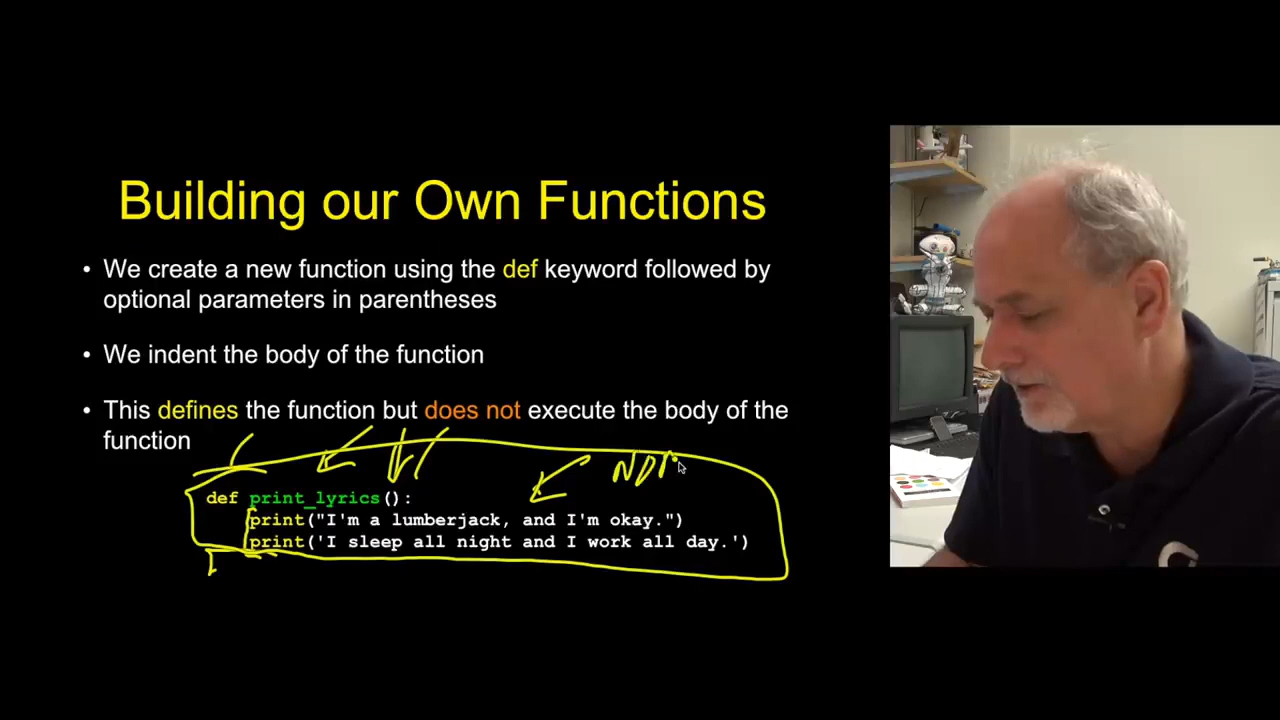 Building our Own Functions
• We create a new function using the def keyword followed by
optional parameters in parentheses
• We indent the body of the function
• This defines the function but does not execute the body of the
function
def print_lyrics():
print("I'm a lumberjack, and I'm okay.")
print('I sleep all night and I work all day.')